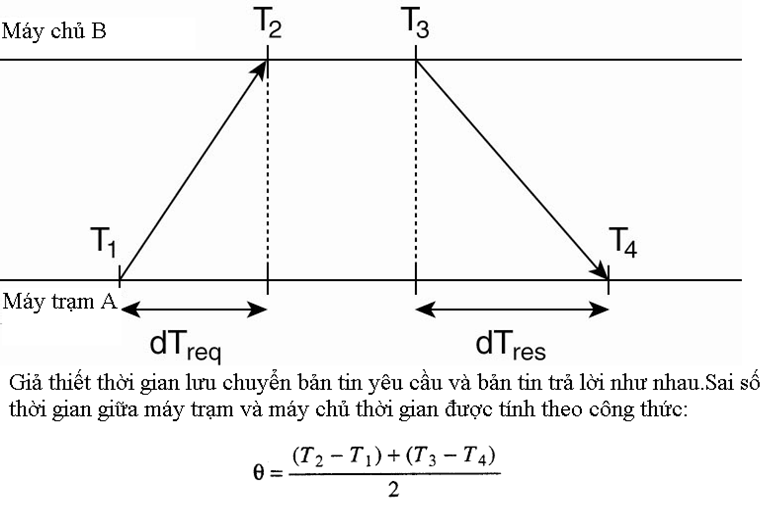 Máy chủ B
T2 T3
T1 T4
Máy trạm A
dTreq dTres
Giả thiết thời gian lưu chuyển bản tin yêu cầu và bản tin trả lời như nhau.Sai số
thời gian giữa máy trạm và máy chủ thời gian được tính theo công thức:
θ = (T2 − T1) + (T3 − T4) / 2